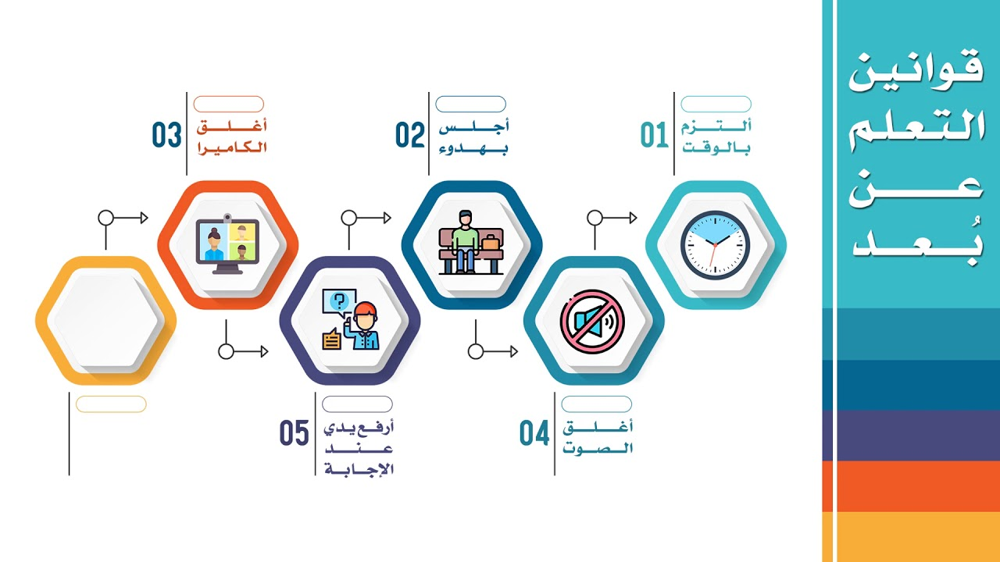 قوانين
التعلم
عن
بُعد
01
ألتزم
بالوقت
02
أجلس
بهدوء
03
أغلق
الكاميرا
04
أغلق
الصوت
05
أرفع يدي
عند
الإجابة
?